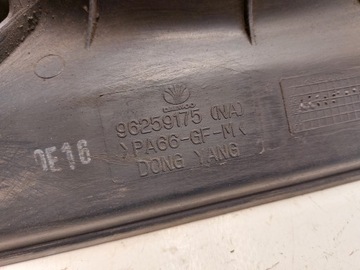 DAEWOO
96259175 (NA)
>PA66-GF-M<
DONG YANG
0E16